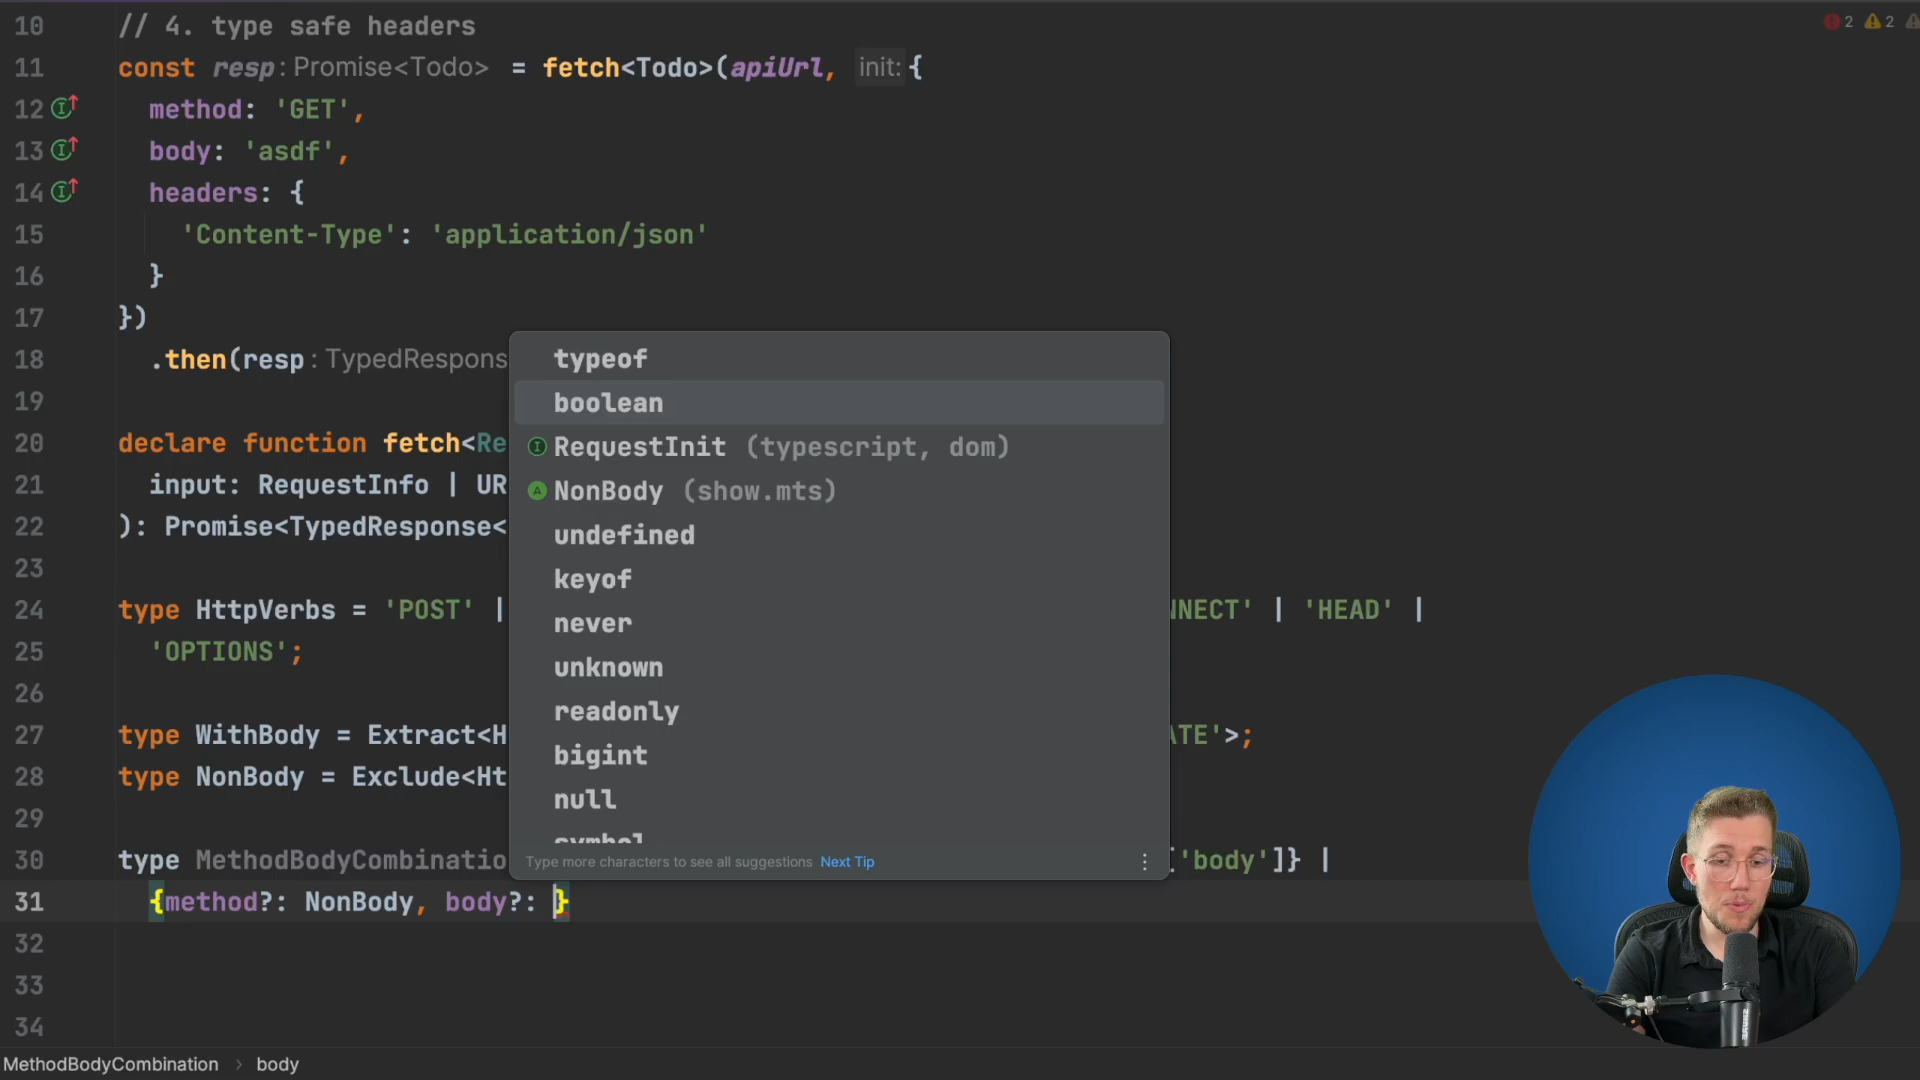 10 // 4. type safe headers
2 2
11 const resp: Promise<Todo> = fetch<Todo>(apiUrl, init: {
12 method: 'GET',
13 body: 'asdf',
14 headers: {
15 'Content-Type': 'application/json'
16 }
17 })
18 .then(resp: TypedRespons
19
20 declare function fetch<Re
21 input: RequestInfo | UR
22 ): Promise<TypedResponse<
23
24 type HttpVerbs = 'POST' | NNECT' | 'HEAD' |
25 'OPTIONS';
26
27 type WithBody = Extract<H ATE'>;
28 type NonBody = Exclude<Ht
29
30 type MethodBodyCombinatio ['body']} |
31 {method?: NonBody, body?: }
32
33
34
typeof
boolean
RequestInit (typescript, dom)
NonBody (show.mts)
undefined
keyof
never
unknown
readonly
bigint
null
symbol
Type more characters to see all suggestions Next Tip
MethodBodyCombination > body